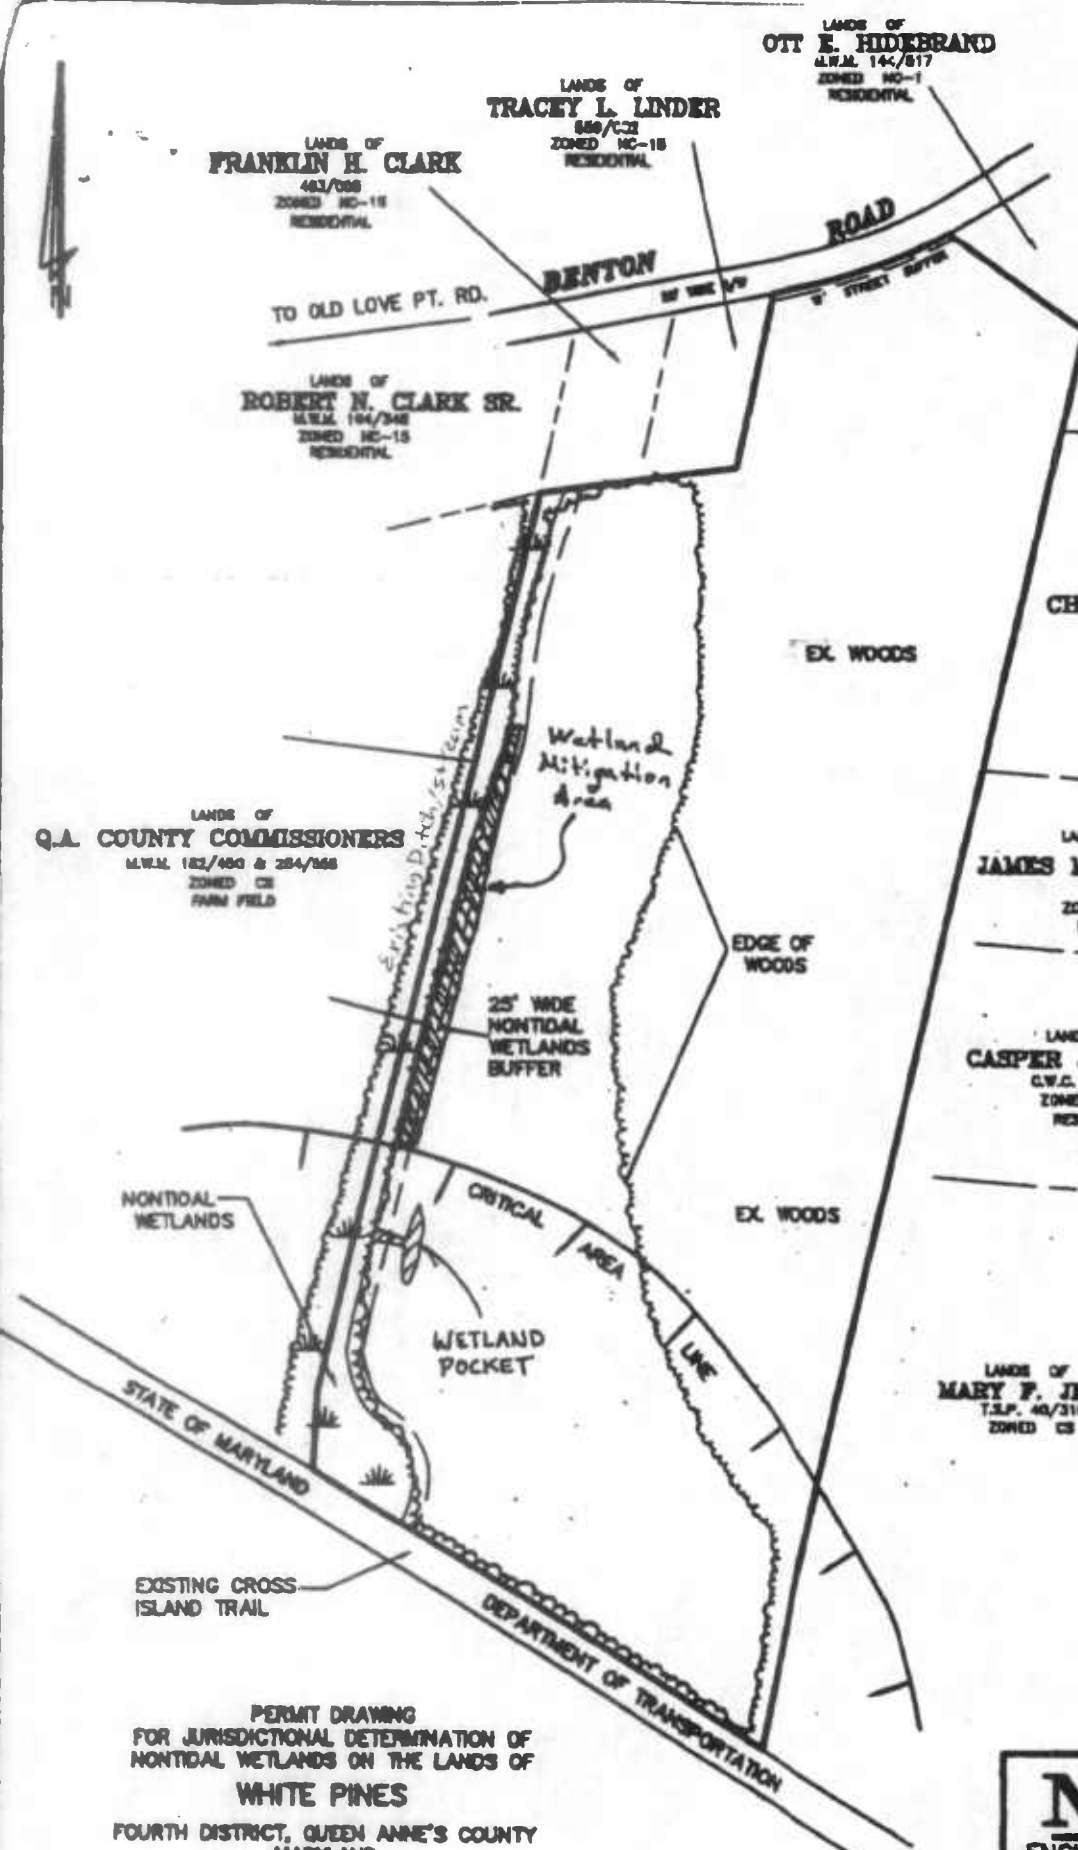 LANDS OF
OTT E. HIDEBRAND
M.W.M. 144/817
ZONED NC-1
RESIDENTIAL
LANDS OF
TRACEY L. LINDER
ZONED NC-15
RESIDENTIAL
LANDS OF
FRANKLIN H. CLARK
ZONED NC-15
RESIDENTIAL
BENTON ROAD
TO OLD LOVE PT. RD.
STREET BUFFER
LANDS OF
ROBERT N. CLARK SR.
ZONED NC-15
RESIDENTIAL
CH
EX. WOODS
Wetland
Mitigation
Area
Existing Ditch/Stream
LANDS OF
Q.A. COUNTY COMMISSIONERS
ZONED CS
FARM FIELD
JAMES
EDGE OF
WOODS
25' WIDE
NONTIDAL
WETLANDS
BUFFER
CASPER
NONTIDAL
WETLANDS
CRITICAL AREA LINE
EX. WOODS
WETLAND
POCKET
LANDS OF
MARY F.
ZONED CS
STATE OF MARYLAND DEPARTMENT OF TRANSPORTATION
EXISTING CROSS
ISLAND TRAIL
PERMIT DRAWING
FOR JURISDICTIONAL DETERMINATION OF
NONTIDAL WETLANDS ON THE LANDS OF
WHITE PINES
FOURTH DISTRICT, QUEEN ANNE'S COUNTY